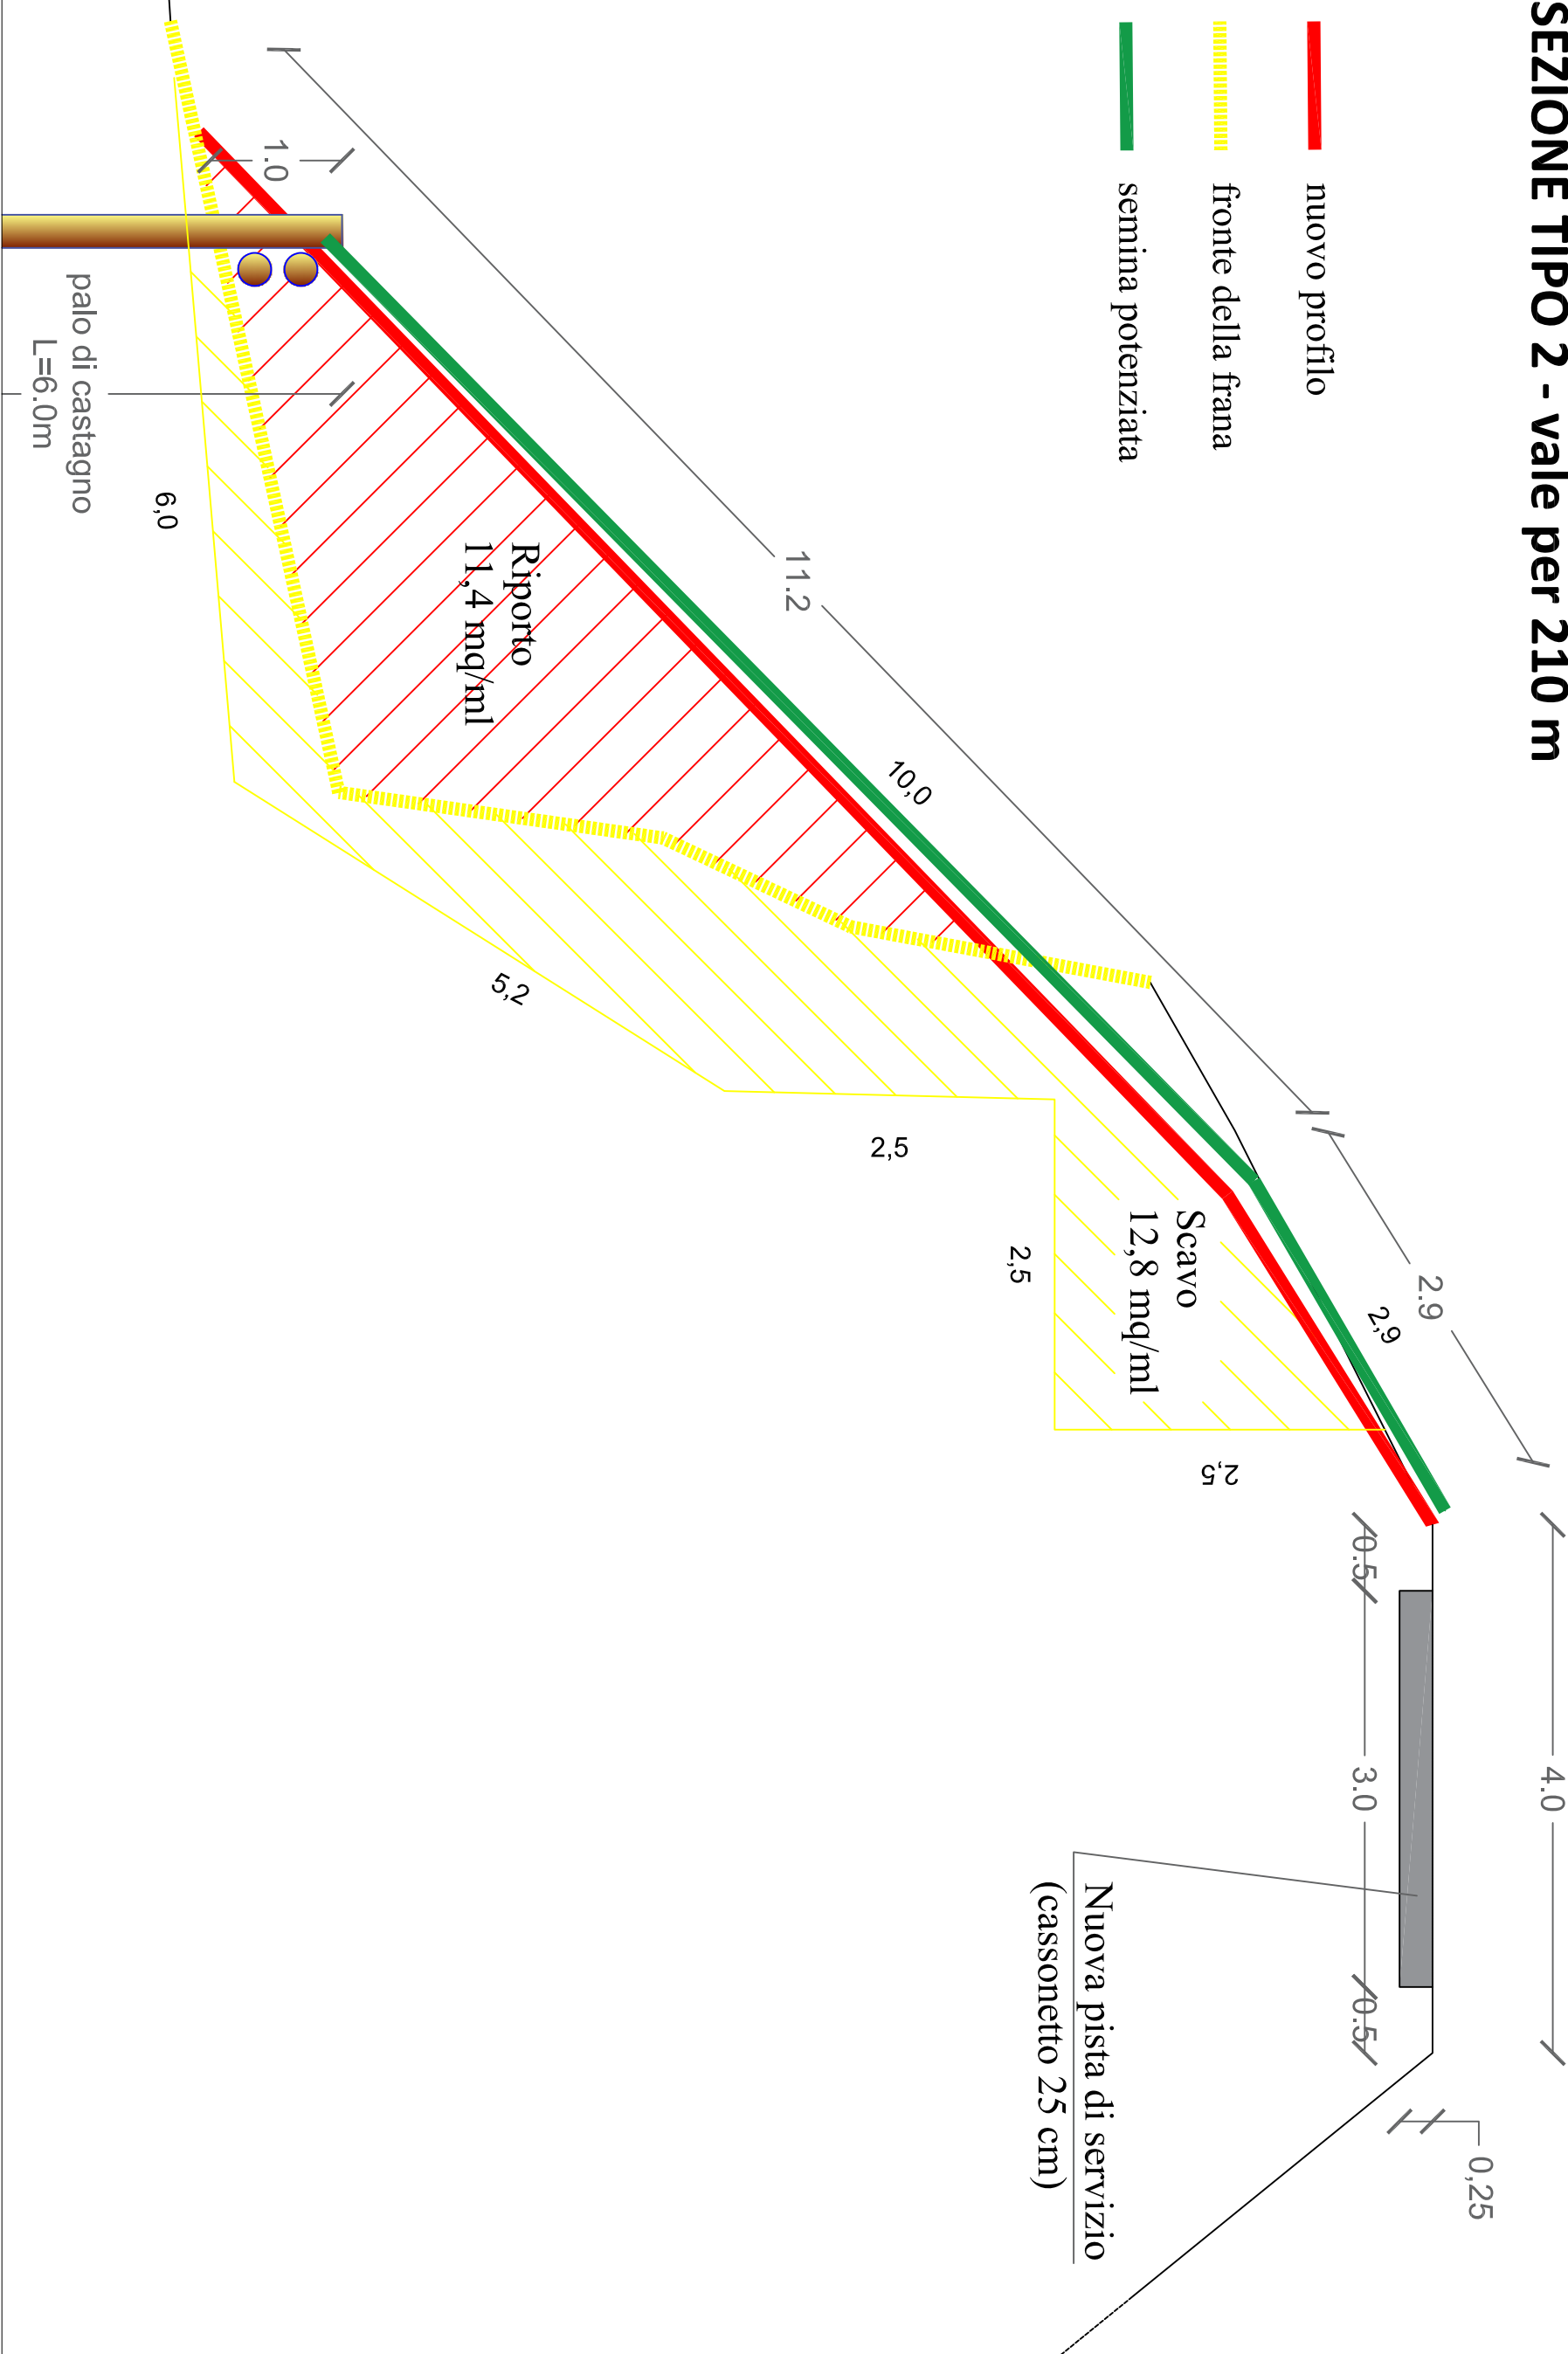 SEZIONE TIPO 2 - vale per 210 m
nuovo profilo
fronte della frana
semina potenziata
4.0
0,25
0.5
3.0
0.5
2.9
2,9
11.2
10,0
Scavo
12,8 mq/ml
2,5
2,5
2,5
Nuova pista di servizio
(cassonetto 25 cm)
Riporto
11,4 mq/ml
5,2
1.0
6,0
palo di castagno
L=6.0m